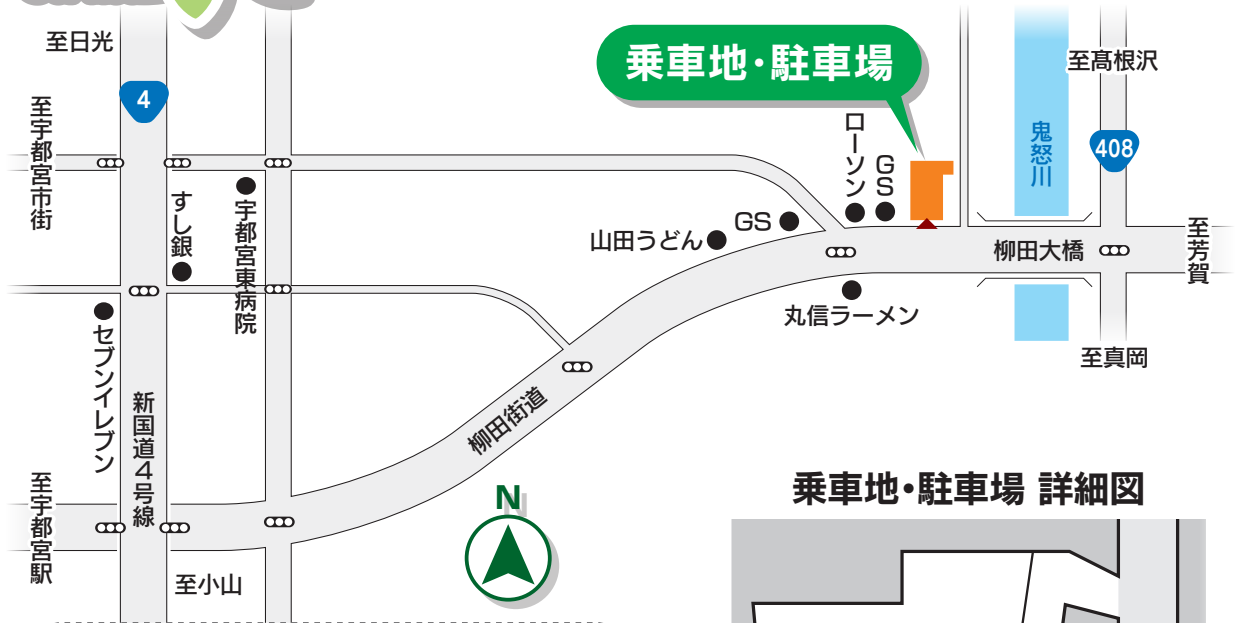 至日光
4
至宇都宮市街
すし銀
宇都宮東病院
セブンイレブン
新国道4号線
至宇都宮駅
至小山
柳田街道
N
山田うどん
GS
乗車地・駐車場
ローソン
GS
丸信ラーメン
鬼怒川
柳田大橋
至髙根沢
408
至芳賀
至真岡
乗車地・駐車場 詳細図